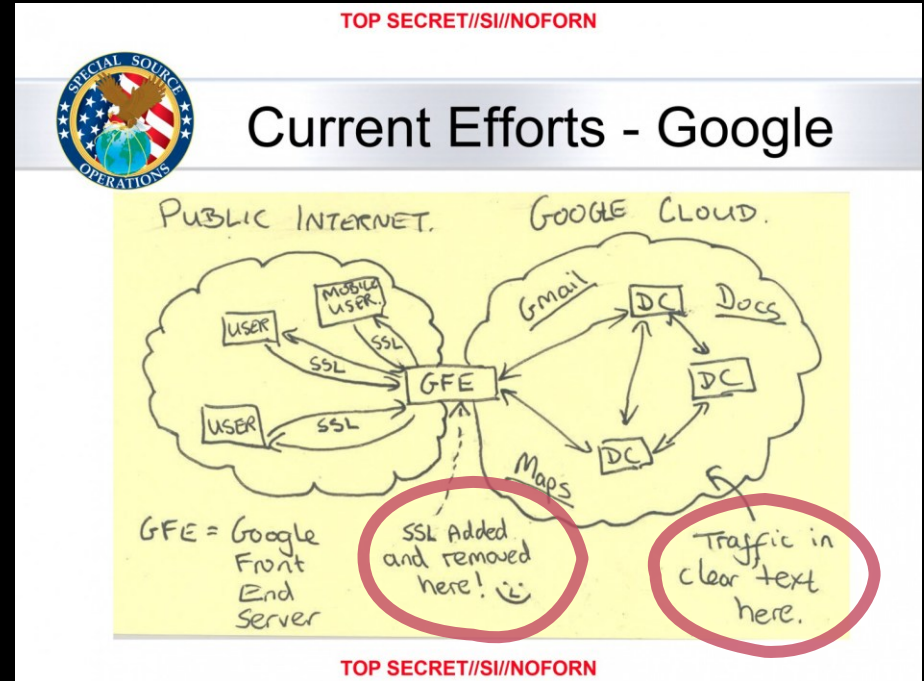 TOP SECRET//SI//NOFORN
SPECIAL SOURCE
OPERATIONS
Current Efforts - Google
PUBLIC INTERNET.
GOOGLE CLOUD.
MOBILE
USER.
USER
SSL
SSL
USER
SSL
GFE
Gmail
DC
Docs
DC
DC
Maps
GFE = Google
Front
End
Server
SSL Added
and removed
here!
Traffic in
clear text
here.
TOP SECRET//SI//NOFORN